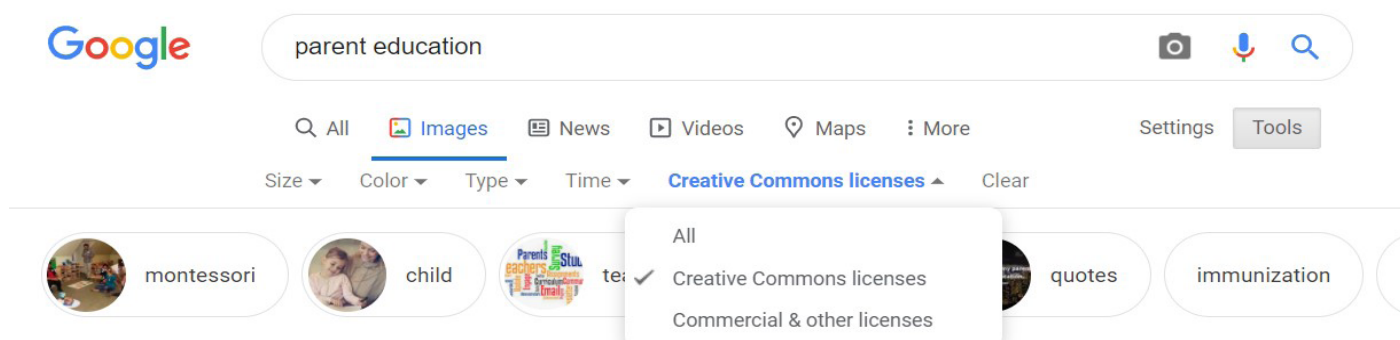 Google parent education
All Images News Videos Maps More Settings Tools
Size Color Type Time Creative Commons licenses Clear
All
montessori child quotes immunization
Creative Commons licenses
Commercial & other licenses
Parents